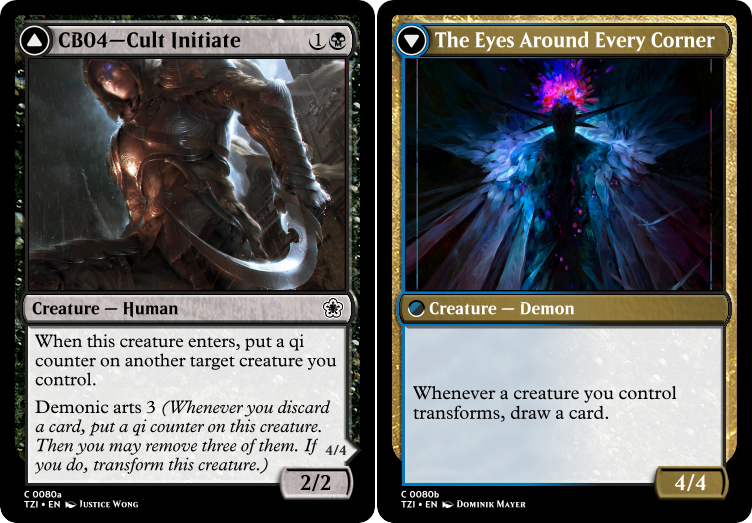 CB04—Cult Initiate 1
Creature — Human
When this creature enters, put a qi
counter on another target creature you
control.
Demonic arts 3 (Whenever you discard
a card, put a qi counter on this creature.
Then you may remove three of them. If
you do, transform this creature.)
4/4
2/2
C 0080a
TZI • EN Justice Wong
The Eyes Around Every Corner
Creature — Demon
Whenever a creature you control
transforms, draw a card.
4/4
C 0080b
TZI • EN Dominik Mayer